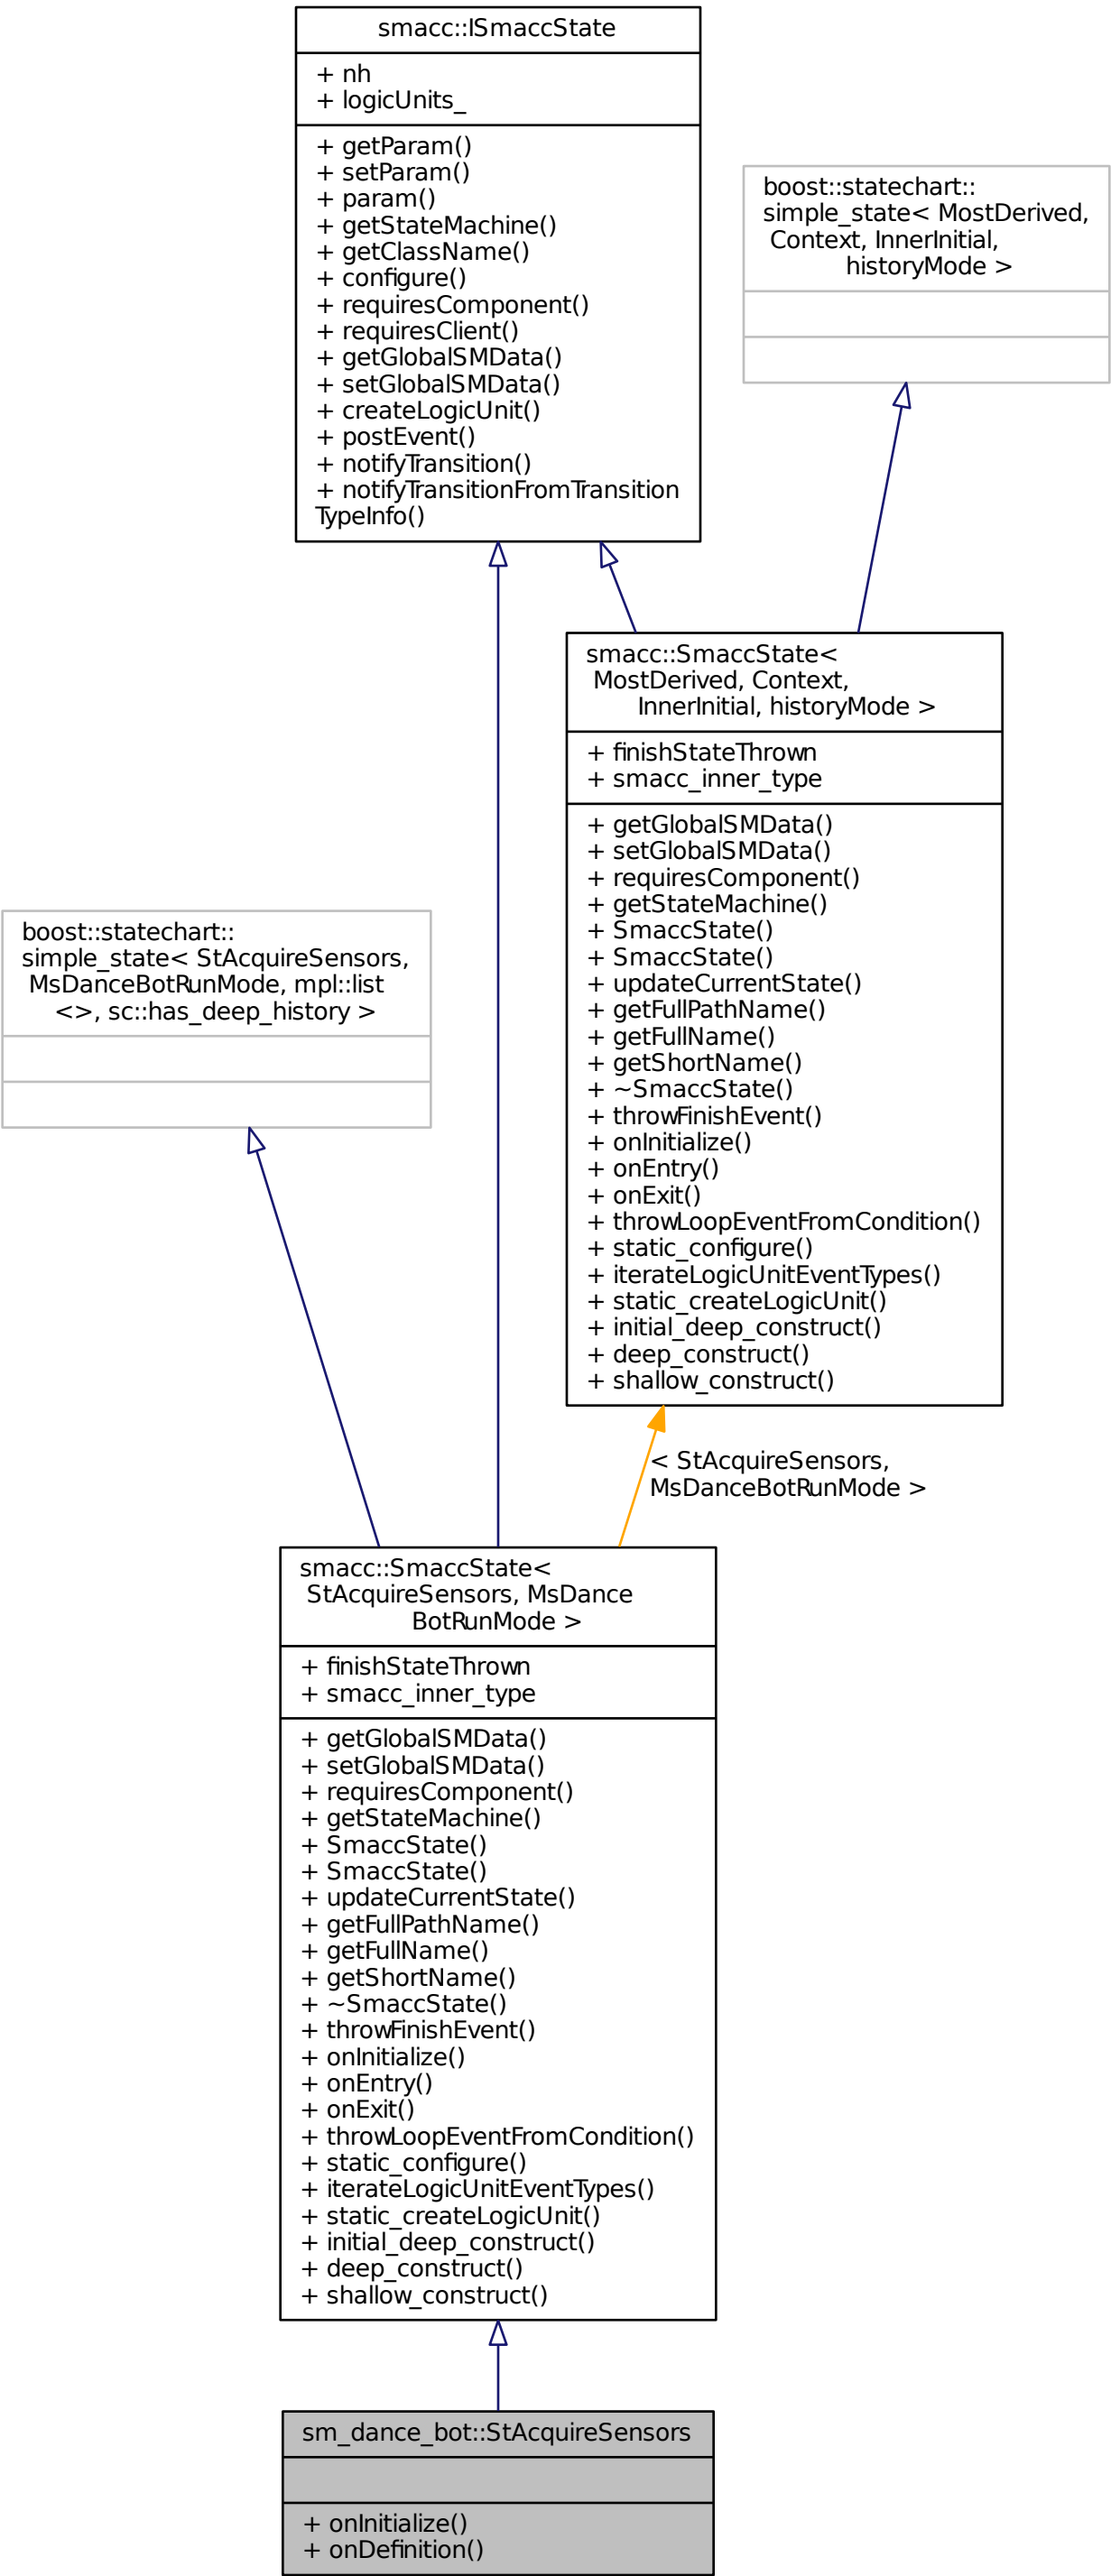 smacc::ISmaccState
+ nh
+ logicUnits_
+ getParam()
+ setParam()
+ param()
+ getStateMachine()
+ getClassName()
+ configure()
+ requiresComponent()
+ requiresClient()
+ getGlobalSMData()
+ setGlobalSMData()
+ createLogicUnit()
+ postEvent()
+ notifyTransition()
+ notifyTransitionFromTransition
TypeInfo()
boost::statechart::
simple_state< MostDerived,
Context, InnerInitial,
historyMode >
smacc::SmaccState<
MostDerived, Context,
InnerInitial, historyMode >
+ finishStateThrown
+ smacc_inner_type
+ getGlobalSMData()
+ setGlobalSMData()
+ requiresComponent()
+ getStateMachine()
+ SmaccState()
+ SmaccState()
+ updateCurrentState()
+ getFullPathName()
+ getFullName()
+ getShortName()
+ ~SmaccState()
+ throwFinishEvent()
+ onInitialize()
+ onEntry()
+ onExit()
+ throwLoopEventFromCondition()
+ static_configure()
+ iterateLogicUnitEventTypes()
+ static_createLogicUnit()
+ initial_deep_construct()
+ deep_construct()
+ shallow_construct()
boost::statechart::
simple_state< StAcquireSensors,
MsDanceBotRunMode, mpl::list
<>, sc::has_deep_history >
< StAcquireSensors,
MsDanceBotRunMode >
smacc::SmaccState<
StAcquireSensors, MsDance
BotRunMode >
+ finishStateThrown
+ smacc_inner_type
+ getGlobalSMData()
+ setGlobalSMData()
+ requiresComponent()
+ getStateMachine()
+ SmaccState()
+ SmaccState()
+ updateCurrentState()
+ getFullPathName()
+ getFullName()
+ getShortName()
+ ~SmaccState()
+ throwFinishEvent()
+ onInitialize()
+ onEntry()
+ onExit()
+ throwLoopEventFromCondition()
+ static_configure()
+ iterateLogicUnitEventTypes()
+ static_createLogicUnit()
+ initial_deep_construct()
+ deep_construct()
+ shallow_construct()
sm_dance_bot::StAcquireSensors
+ onInitialize()
+ onDefinition()